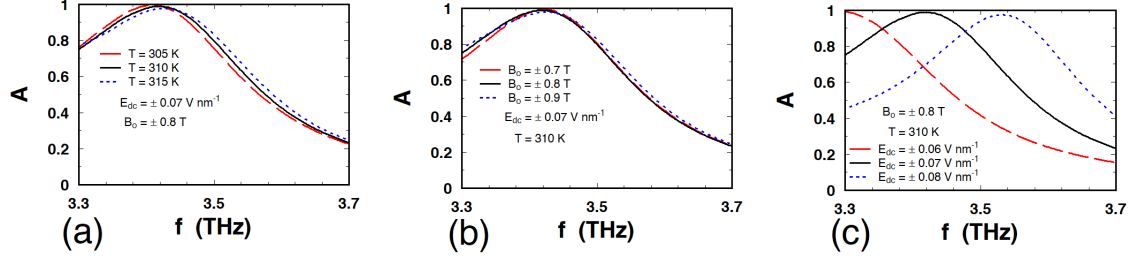 1
0.8
0.6
0.4
0.2
0
A
T = 305 K
T = 310 K
T = 315 K
E_dc = ± 0.07 V nm⁻¹
B_o = ± 0.8 T
3.3
3.5
3.7
f (THz)
(a)
1
0.8
0.6
0.4
0.2
0
A
B_o = ± 0.7 T
B_o = ± 0.8 T
B_o = ± 0.9 T
E_dc = ± 0.07 V nm⁻¹
T = 310 K
3.3
3.5
3.7
f (THz)
(b)
1
0.8
0.6
0.4
0.2
0
A
B_o = ± 0.8 T
T = 310 K
E_dc = ± 0.06 V nm⁻¹
E_dc = ± 0.07 V nm⁻¹
E_dc = ± 0.08 V nm⁻¹
3.3
3.5
3.7
f (THz)
(c)